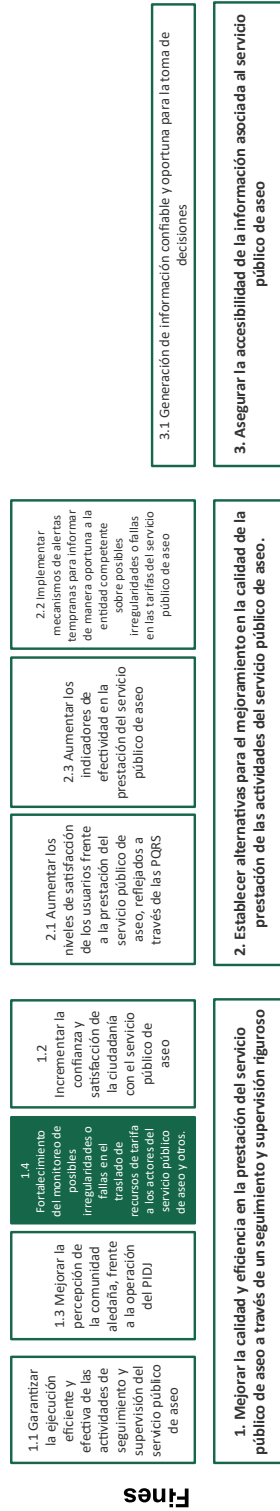 Fines
1.1 Garantizar
la ejecución
eficiente y
efectiva de las
actividades de
seguimiento y
supervisión del
servicio público
de aseo
1.3 Mejorar la
percepción de
la comunidad
aledaña, frente
a la operación
del PIDJ
1.4
Fortalecimiento
del monitoreo de
posibles
irregularidades o
fallas en el
traslado de
recursos de tarifa
a los actores del
servicio público
de aseo y otros.
1.2
Incrementar la
confianza y
satisfacción de
la ciudadanía
con el servicio
público de
aseo
2.1 Aumentar los
niveles de satisfacción
de los usuarios frente
a la prestación del
servicio público de
aseo, reflejados a
través de las PQRS
2.3 Aumentar los
indicadores de
efectividad en la
prestación del servicio
público de aseo
2.2 Implementar
mecanismos de alertas
tempranas para informar
de manera oportuna a la
entidad competente
sobre posibles
irregularidades o fallas
en las tarifas del servicio
público de aseo
3.1 Generación de información confiable y oportuna para la toma de
decisiones
1. Mejorar la calidad y eficiencia en la prestación del servicio
público de aseo a través de un seguimiento y supervisión riguroso
2. Establecer alternativas para el mejoramiento en la calidad de la
prestación de las actividades del servicio público de aseo.
3. Asegurar la accesibilidad de la información asociada al servicio
público de aseo